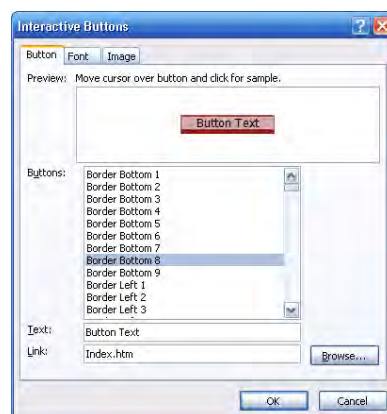 Interactive Buttons
Button Font Image
Preview: Move cursor over button and click for sample.
Button Text
Buttons:
Border Bottom 1
Border Bottom 2
Border Bottom 3
Border Bottom 4
Border Bottom 5
Border Bottom 6
Border Bottom 7
Border Bottom 8
Border Bottom 9
Border Left 1
Border Left 2
Border Left 3
Text: Button Text
Link: Index.htm Browse...
OK Cancel